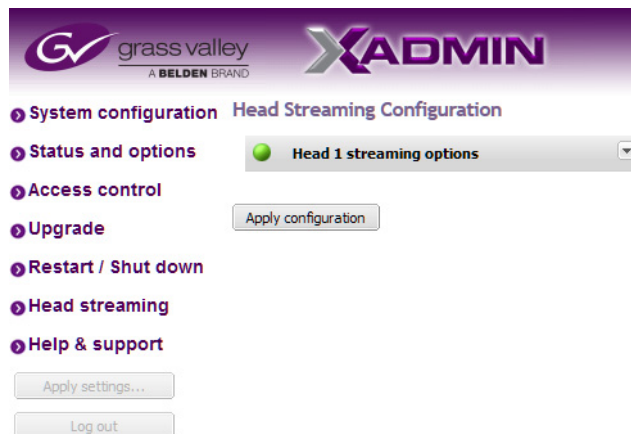 GV grass valley
A BELDEN BRAND
XADMIN
System configuration
Status and options
Access control
Upgrade
Restart / Shut down
Head streaming
Help & support
Apply settings...
Log out
Head Streaming Configuration
Head 1 streaming options
Apply configuration